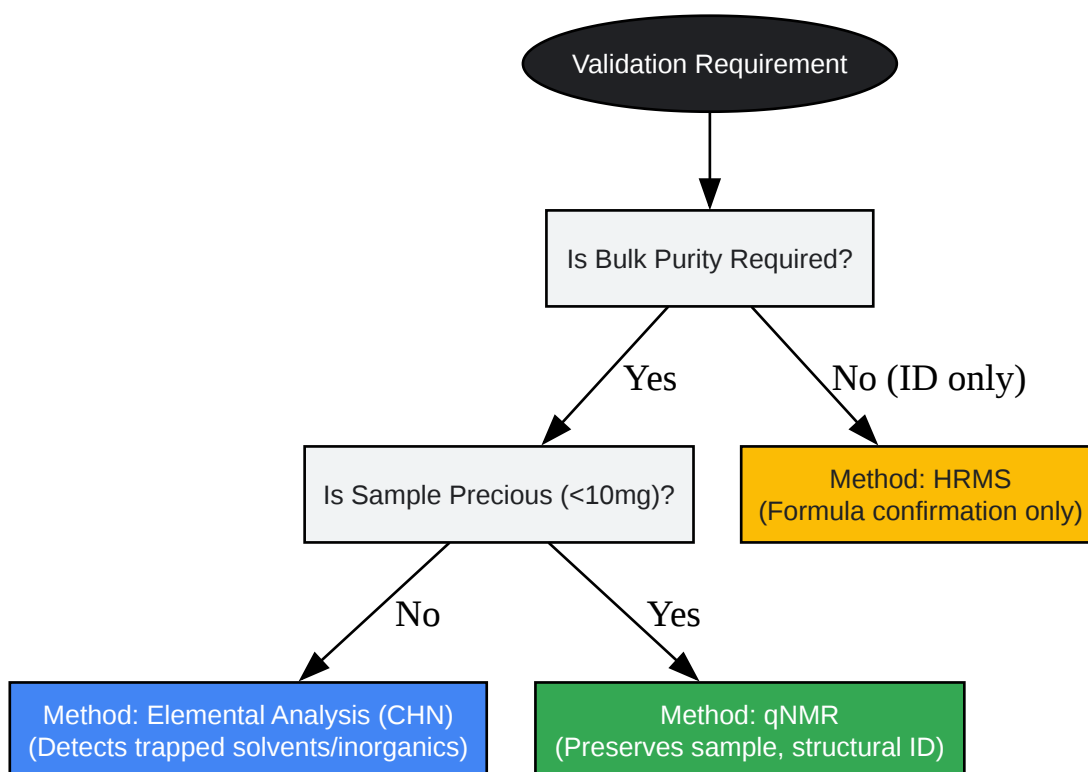 Validation Requirement
Is Bulk Purity Required?
Yes
No (ID only)
Is Sample Precious (<10mg)?
Method: HRMS
(Formula confirmation only)
No
Yes
Method: Elemental Analysis (CHN)
(Detects trapped solvents/inorganics)
Method: qNMR
(Preserves sample, structural ID)